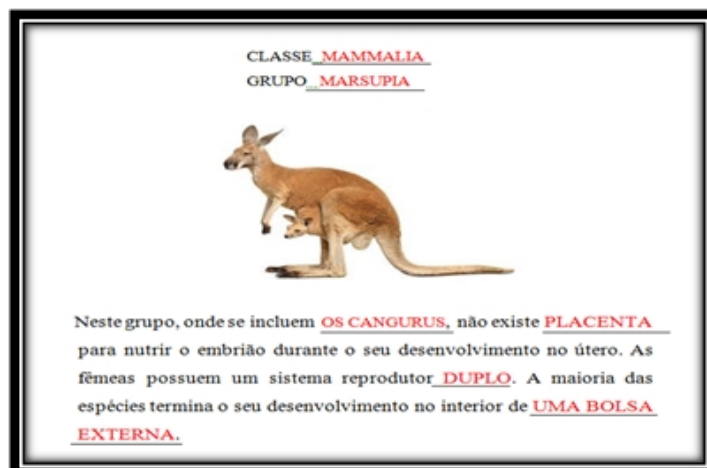 CLASSE MAMMALIA
GRUPO MARSUPIA
Neste grupo, onde se incluem OS CANGURUS, não existe PLACENTA
para nutrir o embrião durante o seu desenvolvimento no útero. As
fêmeas possuem um sistema reprodutor DUPLO. A maioria das
espécies termina o seu desenvolvimento no interior de UMA BOLSA
EXTERNA.